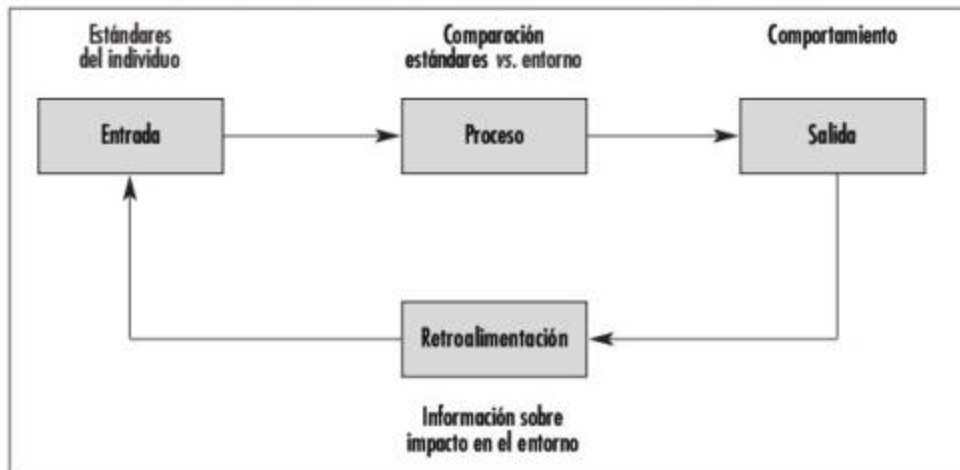 Estándares
del individuo
Comparación
estándares vs. entorno
Comportamiento
Entrada
Proceso
Salida
Retroalimentación
Información sobre
impacto en el entorno